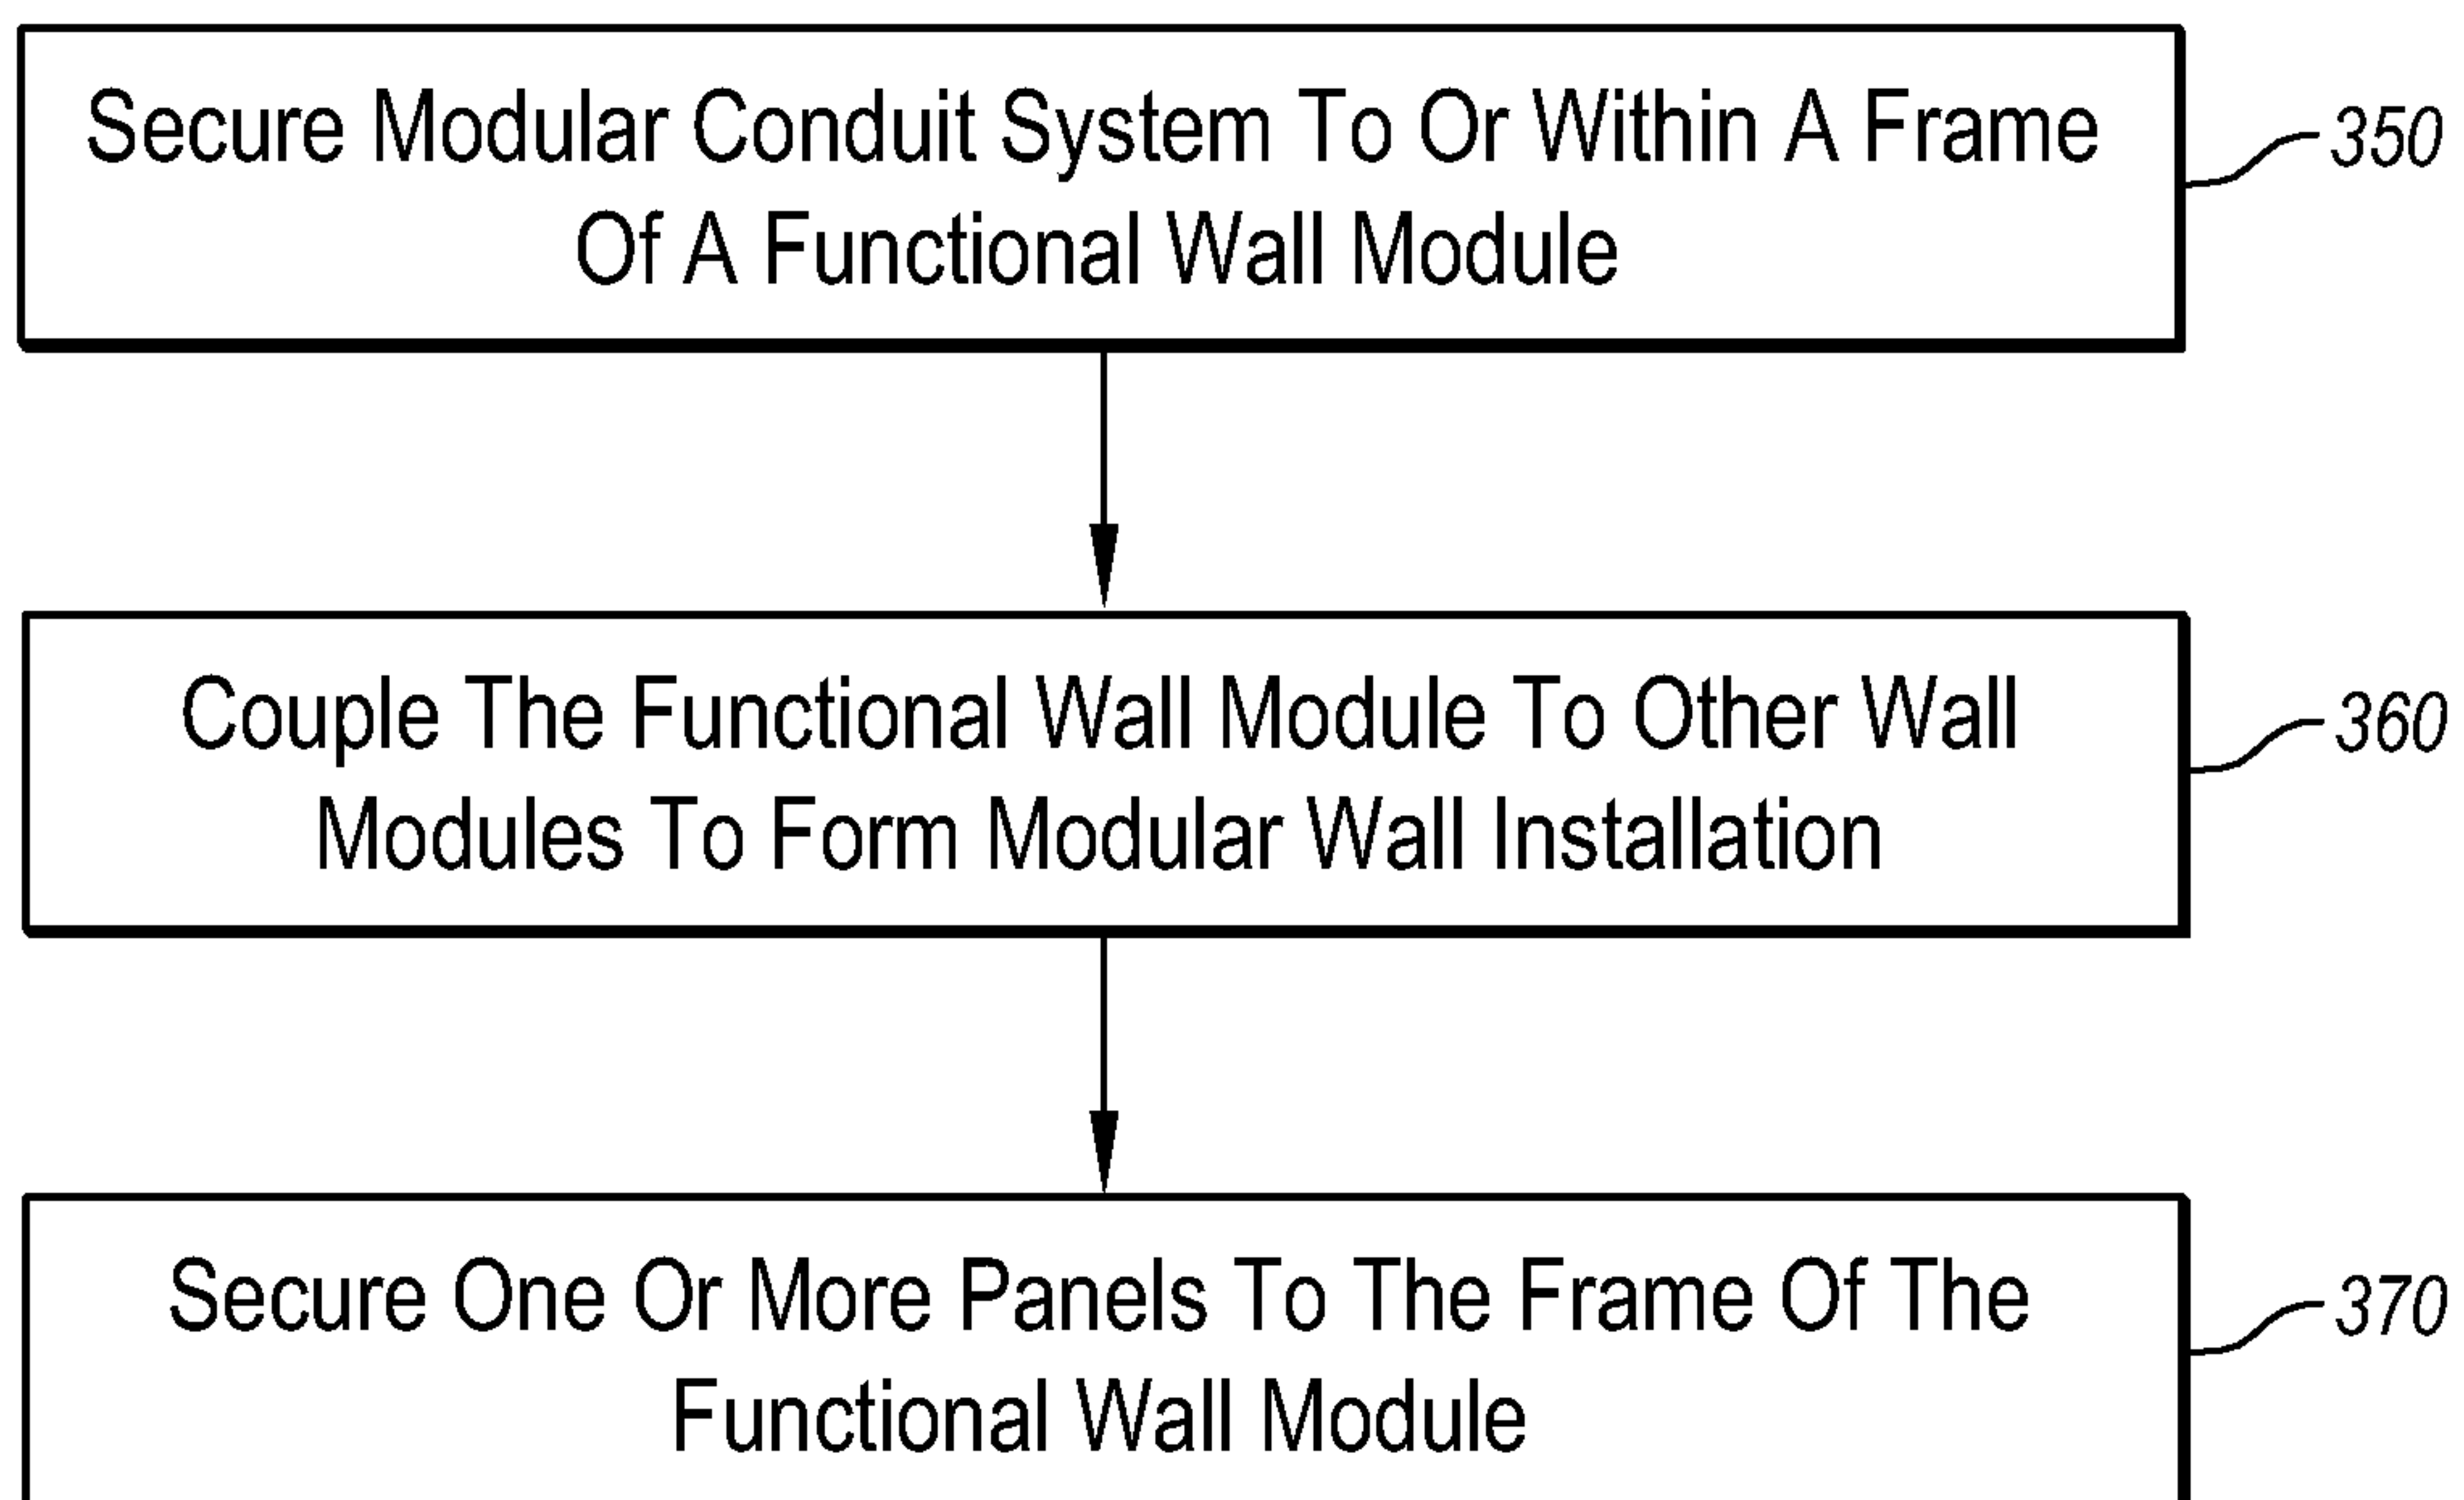 Secure Modular Conduit System To Or Within A Frame
Of A Functional Wall Module
350
Couple The Functional Wall Module To Other Wall
Modules To Form Modular Wall Installation
360
Secure One Or More Panels To The Frame Of The
Functional Wall Module
370